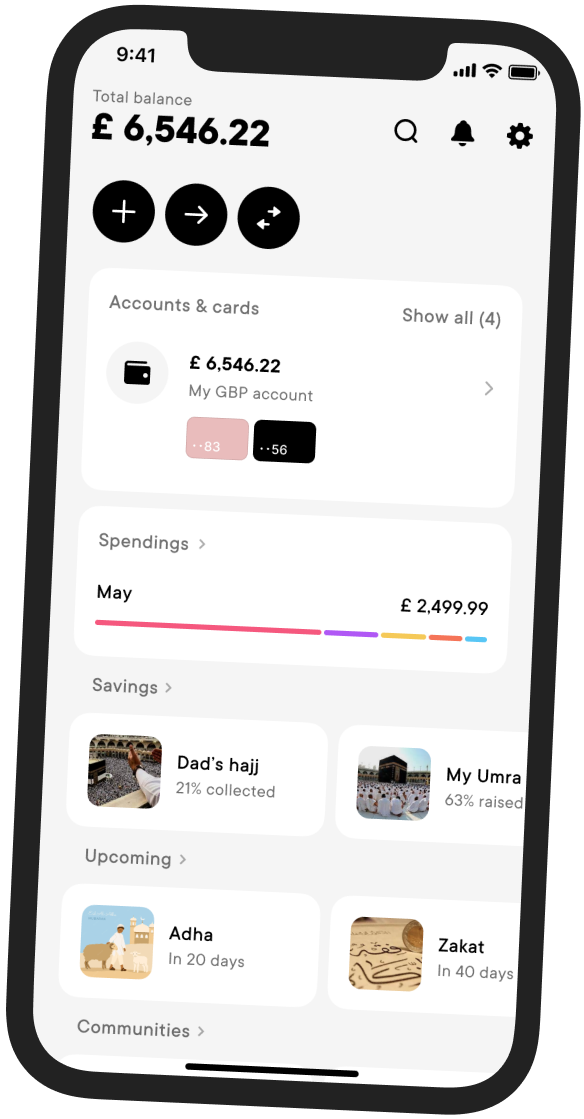 9:41
Total balance
£ 6,546.22
Accounts & cards
Show all (4)
£ 6,546.22
My GBP account
··83
··56
Spendings
May
£ 2,499.99
Savings
Dad's hajj
21% collected
My Umra
63% raised
Upcoming
Adha
In 20 days
Zakat
In 40 days
Communities